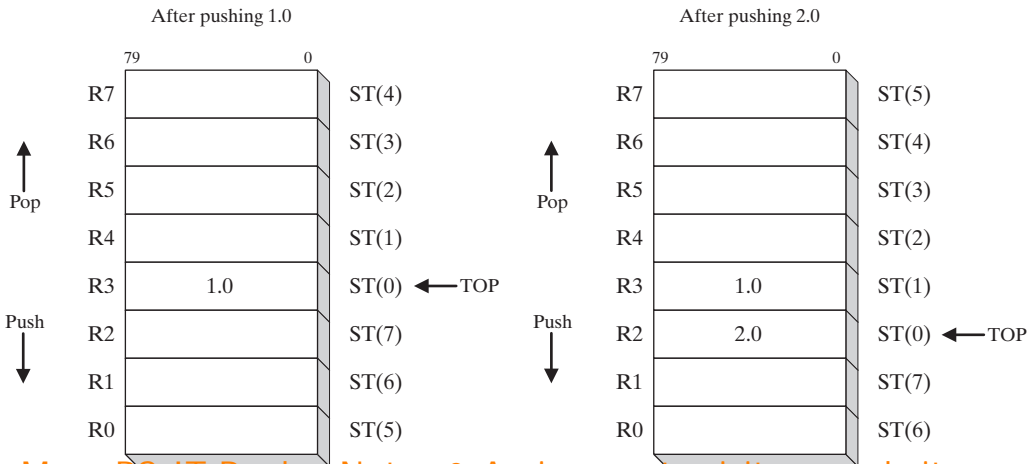 After pushing 1.0
79 0
R7 ST(4)
R6 ST(3)
R5 ST(2)
R4 ST(1)
R3 1.0 ST(0) TOP
R2 ST(7)
R1 ST(6)
R0 ST(5)
Pop
Push
After pushing 2.0
79 0
R7 ST(5)
R6 ST(4)
R5 ST(3)
R4 ST(2)
R3 1.0 ST(1)
R2 2.0 ST(0) TOP
R1 ST(7)
R0 ST(6)
Pop
Push